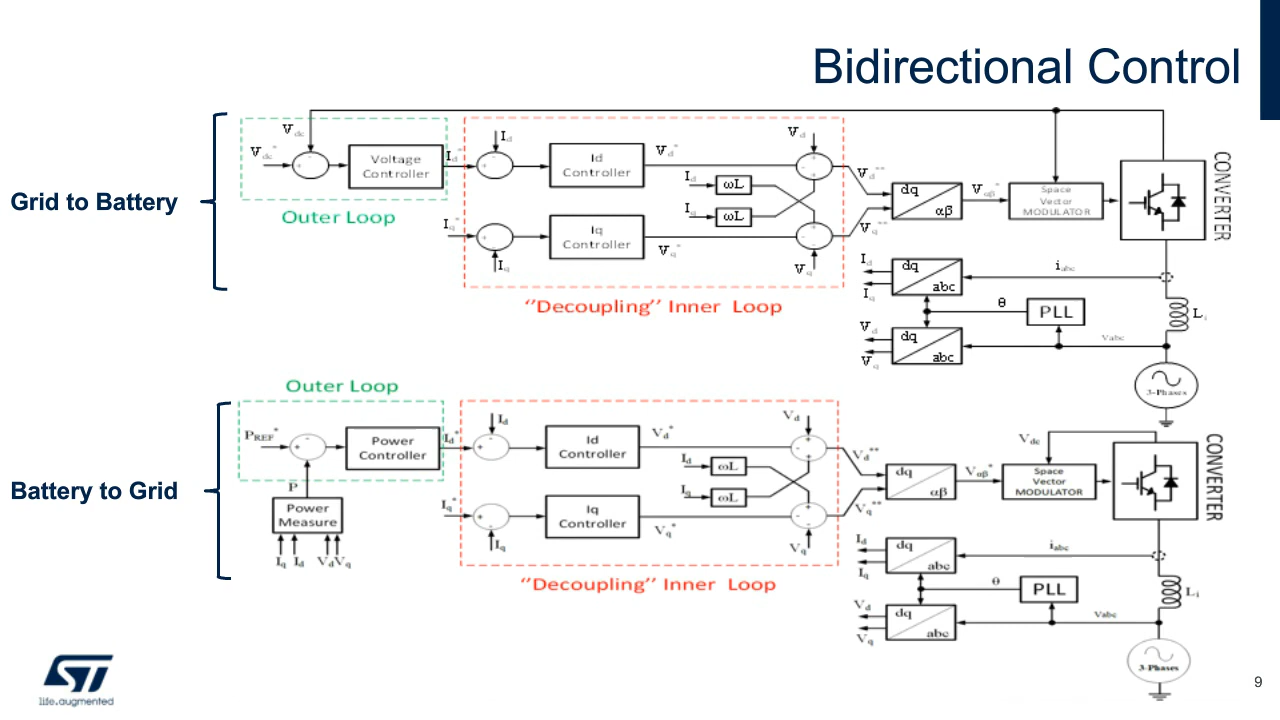 Bidirectional Control
Grid to Battery
V*dc
Vdc
Voltage
Controller
Outer Loop
Id*
Id
Iq*
Iq
Id
Controller
Iq
Controller
Vd*
Vq*
Id
ωL
Iq
ωL
Vd
Vq
Vd**
Vq**
"Decoupling" Inner Loop
dq
αβ
Vαβ*
Space
Vector
MODULATOR
CONVERTER
Id
Iq
dq
abc
iabc
θ
PLL
Li
Vd
Vq
dq
abc
Vabc
3-Phases
Battery to Grid
Outer Loop
PREF*
Power
Controller
P
Power
Measure
Iq Id VdVq
Id*
Id
Iq*
Iq
Id
Controller
Iq
Controller
Vd*
Vq*
Id
ωL
Iq
ωL
Vd
Vq
Vd**
Vq**
"Decoupling" Inner Loop
dq
αβ
Vαβ*
Vdc
Space
Vector
MODULATOR
CONVERTER
Id
Iq
dq
abc
iabc
θ
PLL
Li
Vd
Vq
dq
abc
Vabc
3-Phases
ST
life.augmented
9